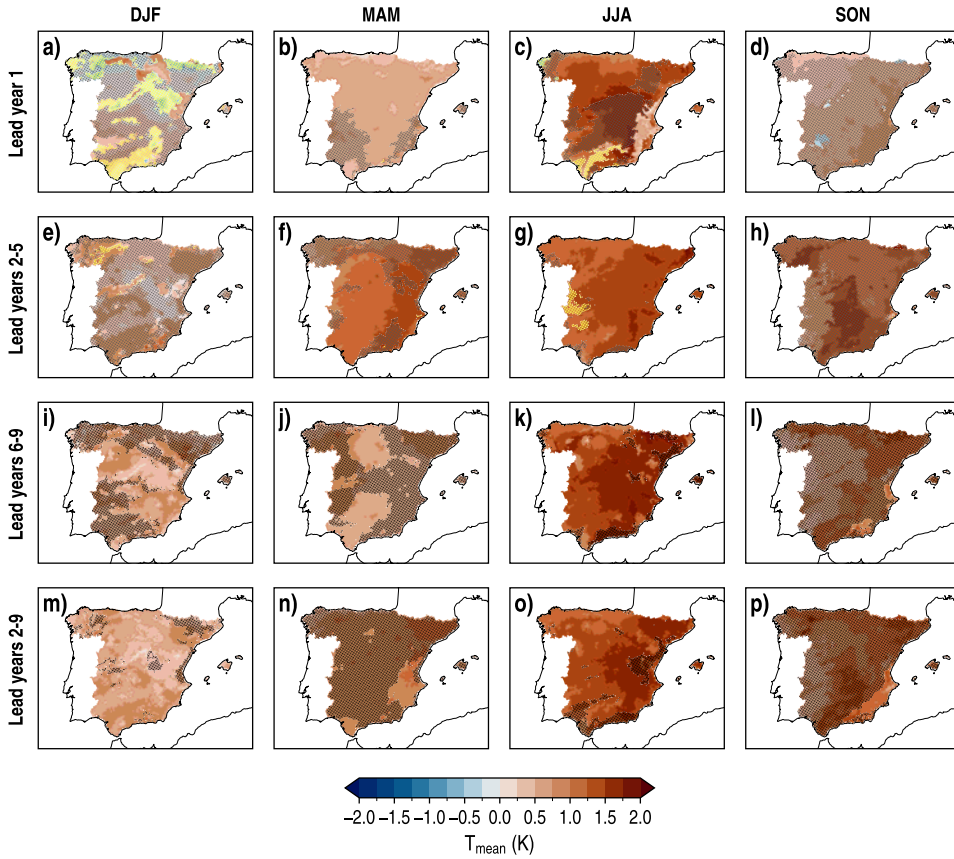 DJF MAM JJA SON
Lead year 1
a) b) c) d)
Lead years 2-5
e) f) g) h)
Lead years 6-9
i) j) k) l)
Lead years 2-9
m) n) o) p)
−2.0 −1.5 −1.0 −0.5 0.0 0.5 1.0 1.5 2.0
Tmean (K)